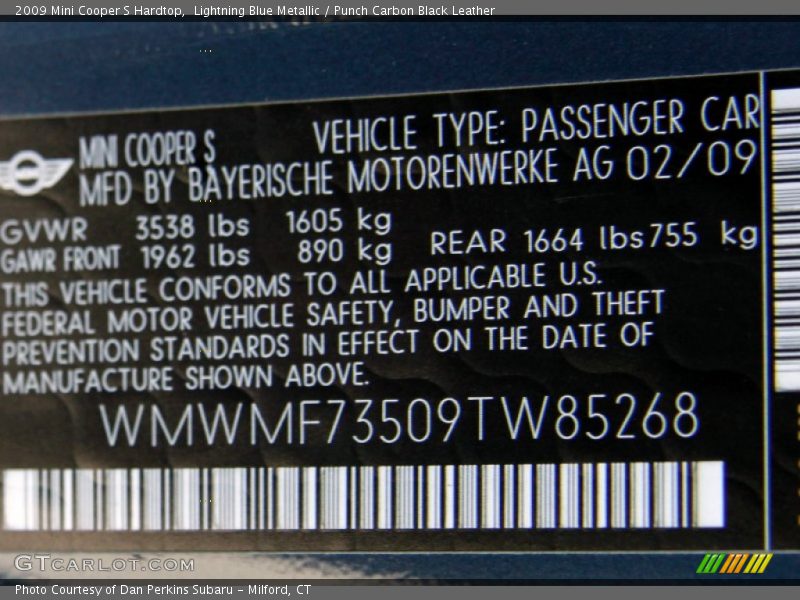 2009 Mini Cooper S Hardtop,  Lightning Blue Metallic / Punch Carbon Black Leather
MINI COOPER S VEHICLE TYPE: PASSENGER CAR
MFD BY BAYERISCHE MOTORENWERKE AG 02/09
GVWR 3538 lbs 1605 kg
GAWR FRONT 1962 lbs 890 kg REAR 1664 lbs 755 kg
THIS VEHICLE CONFORMS TO ALL APPLICABLE U.S.
FEDERAL MOTOR VEHICLE SAFETY, BUMPER AND THEFT
PREVENTION STANDARDS IN EFFECT ON THE DATE OF
MANUFACTURE SHOWN ABOVE.
WMWMF73509TW85268
GTCARLOT.COM
Photo Courtesy of Dan Perkins Subaru – Milford, CT